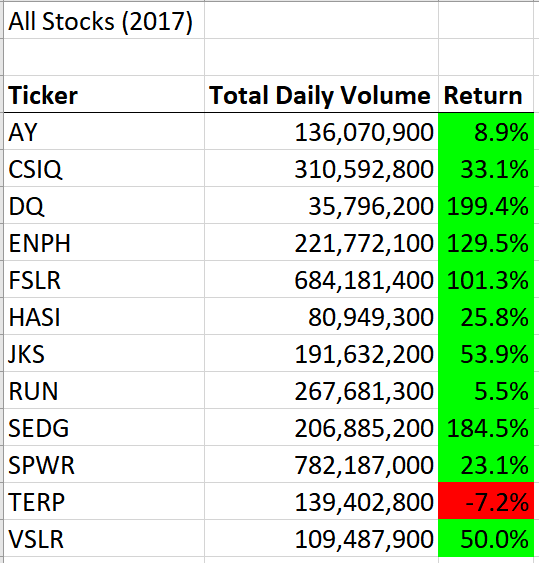 All Stocks (2017)
Ticker Total Daily Volume Return
AY 136,070,900 8.9%
CSIQ 310,592,800 33.1%
DQ 35,796,200 199.4%
ENPH 221,772,100 129.5%
FSLR 684,181,400 101.3%
HASI 80,949,300 25.8%
JKS 191,632,200 53.9%
RUN 267,681,300 5.5%
SEDG 206,885,200 184.5%
SPWR 782,187,000 23.1%
TERP 139,402,800 -7.2%
VSLR 109,487,900 50.0%